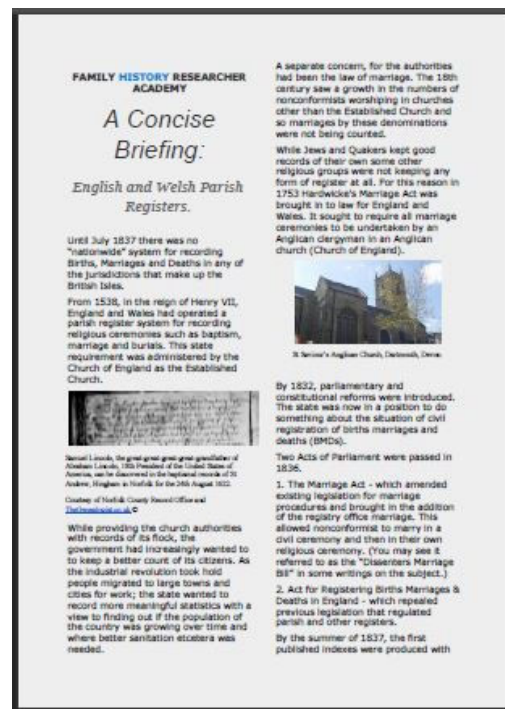 FAMILY HISTORY RESEARCHER
ACADEMY
A Concise
Briefing:
English and Welsh Parish
Registers.
Until July 1837 there was no
"nationwide" system for recording
Births, Marriages and Deaths in any of
the jurisdictions that make up the
British Isles.
From 1538, in the reign of Henry VII,
England and Wales had operated a
parish register system for recording
religious ceremonies such as baptism,
marriage and burials. This state
requirement was administered by the
Church of England as the Established
Church.
Samuel Lincoln, the great great great great grandfather of
Abraham Lincoln, 16th President of the United States of
America, can be discovered in the baptismal records of St
Andrew, Hingham in Norfolk for the 24th August 1622.
Courtesy of Norfolk County Record Office and
TheGenealogist.co.uk ©
While providing the church authorities
with records of its flock, the
government had increasingly wanted to
to keep a better count of its citizens. As
the industrial revolution took hold
people migrated to large towns and
cities for work; the state wanted to
record more meaningful statistics with a
view to finding out if the population of
the country was growing over time and
where better sanitation etcetera was
needed.
A separate concern, for the authorities
had been the law of marriage. The 18th
century saw a growth in the numbers of
nonconformists worshiping in churches
other than the Established Church and
so marriages by these denominations
were not being counted.
While Jews and Quakers kept good
records of their own some other
religious groups were not keeping any
form of register at all. For this reason in
1753 Hardwicke's Marriage Act was
brought in to law for England and
Wales. It sought to require all marriage
ceremonies to be undertaken by an
Anglican clergyman in an Anglican
church (Church of England).
St Saviour's Anglican Church, Dartmouth, Devon
By 1832, parliamentary and
constitutional reforms were introduced.
The state was now in a position to do
something about the situation of civil
registration of births marriages and
deaths (BMDs).
Two Acts of Parliament were passed in
1836.
1. The Marriage Act - which amended
existing legislation for marriage
procedures and brought in the addition
of the registry office marriage. This
allowed nonconformist to marry in a
civil ceremony and then in their own
religious ceremony. (You may see it
referred to as the "Dissenters Marriage
Bill" in some writings on the subject.)
2. Act for Registering Births Marriages &
Deaths in England - which repealed
previous legislation that regulated
parish and other registers.
By the summer of 1837, the first
published indexes were produced with